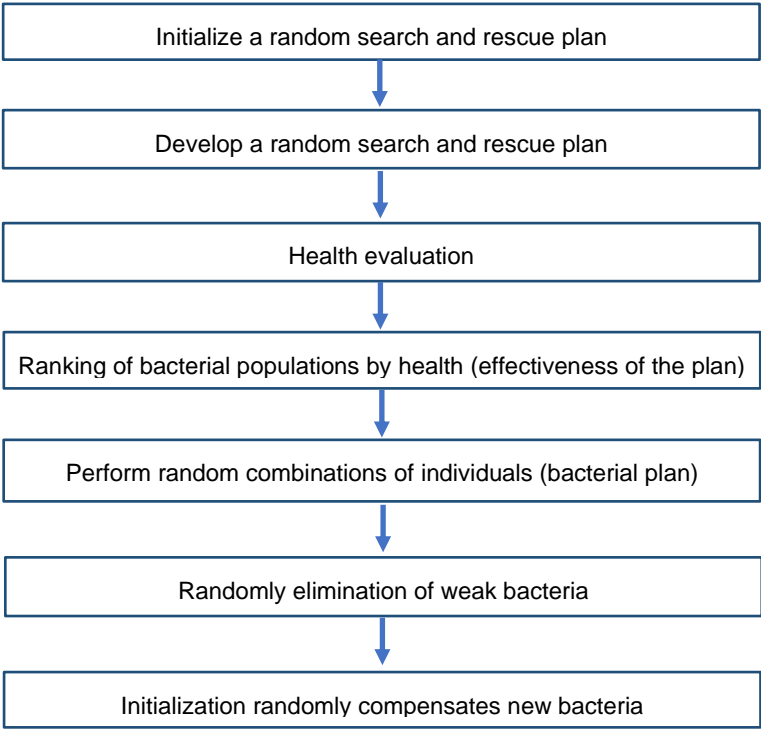 Initialize a random search and rescue plan
Develop a random search and rescue plan
Health evaluation
Ranking of bacterial populations by health (effectiveness of the plan)
Perform random combinations of individuals (bacterial plan)
Randomly elimination of weak bacteria
Initialization randomly compensates new bacteria